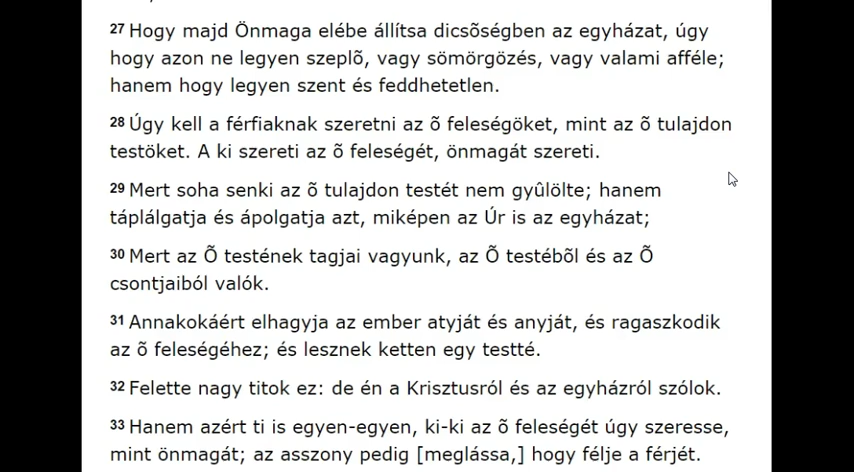 27 Hogy majd Önmaga elébe állítsa dicsõségben az egyházat, úgy
hogy azon ne legyen szeplõ, vagy sömörgözés, vagy valami afféle;
hanem hogy legyen szent és feddhetetlen.
28 Úgy kell a férfiaknak szeretni az õ feleségöket, mint az õ tulajdon
testöket. A ki szereti az õ feleségét, önmagát szereti.
29 Mert soha senki az õ tulajdon testét nem gyûlölte; hanem
táplálgatja és ápolgatja azt, miképen az Úr is az egyházat;
30 Mert az Õ testének tagjai vagyunk, az Õ testébõl és az Õ
csontjaiból valók.
31 Annakokáért elhagyja az ember atyját és anyját, és ragaszkodik
az õ feleségéhez; és lesznek ketten egy testté.
32 Felette nagy titok ez: de én a Krisztusról és az egyházról szólok.
33 Hanem azért ti is egyen-egyen, ki-ki az õ feleségét úgy szeresse,
mint önmagát; az asszony pedig [meglássa,] hogy félje a férjét.